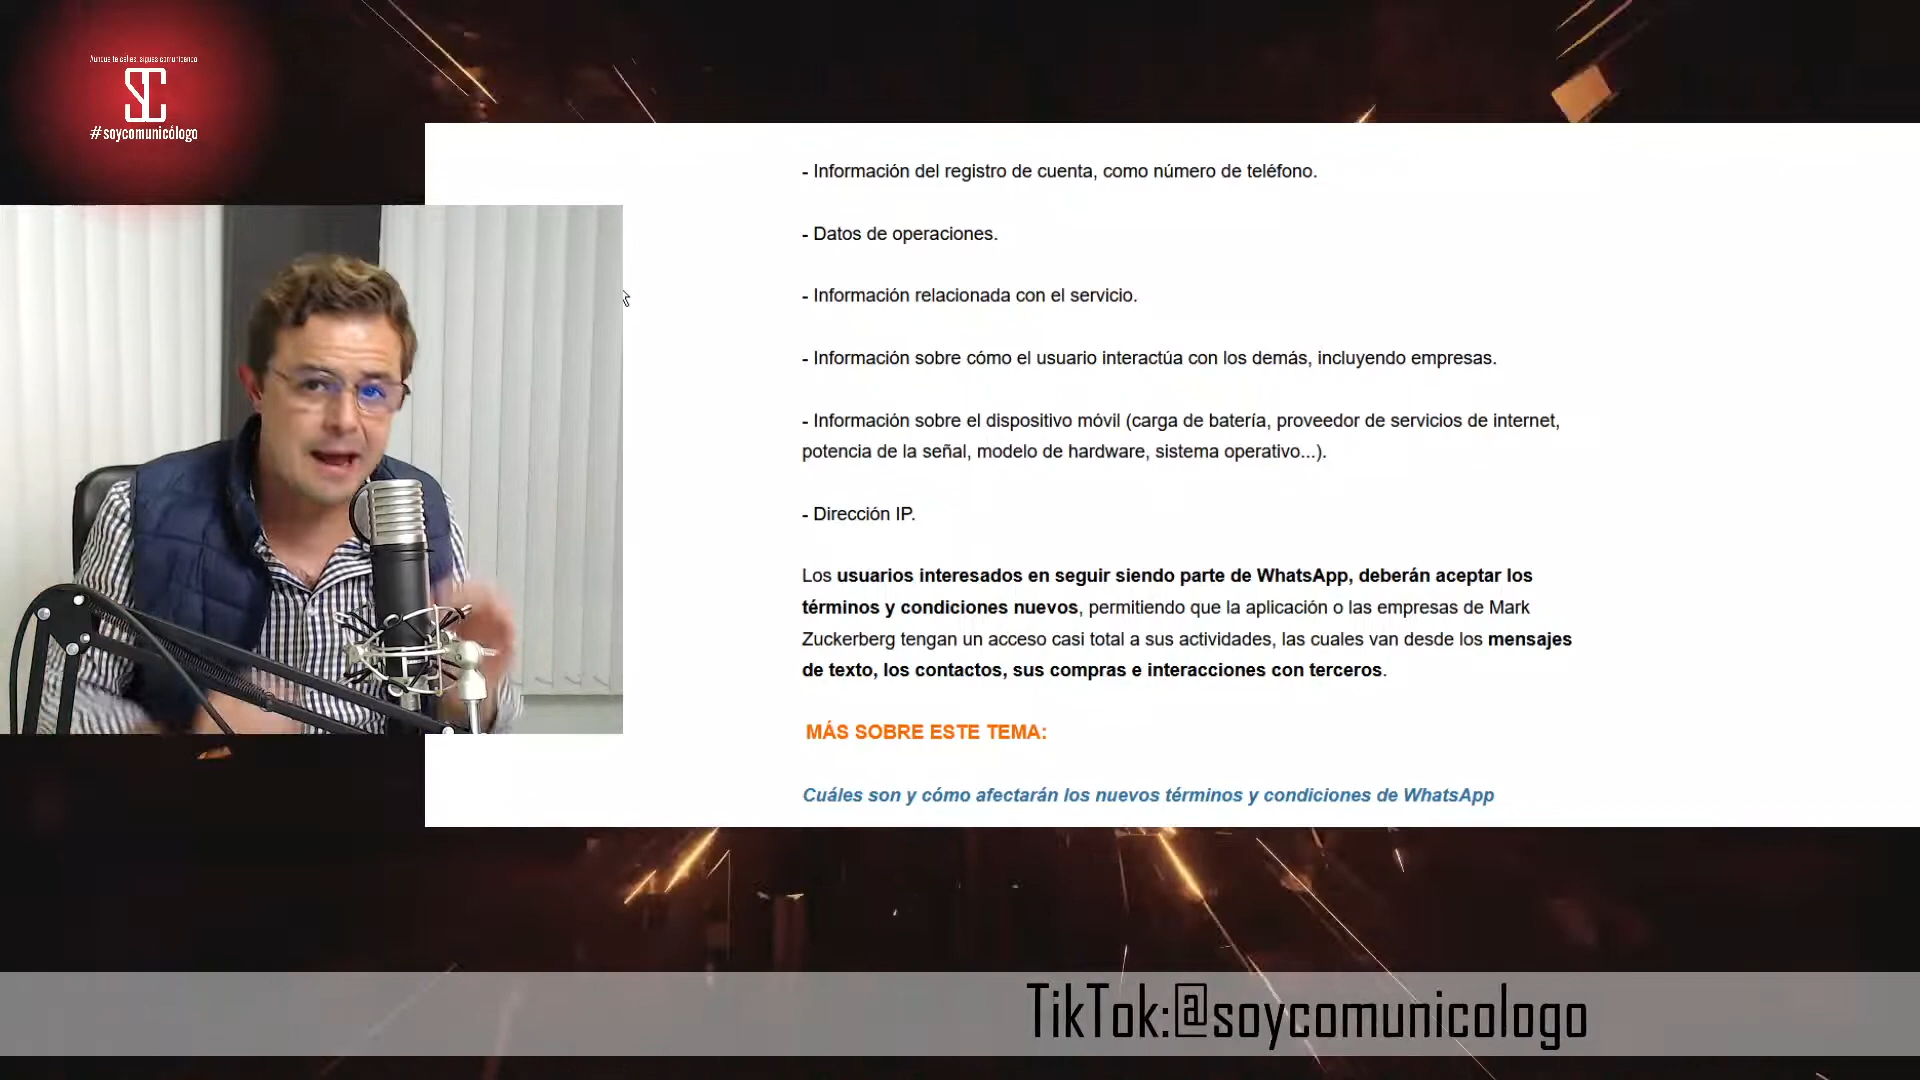 Aunque te calles, sigues comunicando
SC
#soycomunicólogo
- Información del registro de cuenta, como número de teléfono.
- Datos de operaciones.
- Información relacionada con el servicio.
- Información sobre cómo el usuario interactúa con los demás, incluyendo empresas.
- Información sobre el dispositivo móvil (carga de batería, proveedor de servicios de internet,
potencia de la señal, modelo de hardware, sistema operativo...).
- Dirección IP.
Los usuarios interesados en seguir siendo parte de WhatsApp, deberán aceptar los
términos y condiciones nuevos, permitiendo que la aplicación o las empresas de Mark
Zuckerberg tengan un acceso casi total a sus actividades, las cuales van desde los mensajes
de texto, los contactos, sus compras e interacciones con terceros.
MÁS SOBRE ESTE TEMA:
Cuáles son y cómo afectarán los nuevos términos y condiciones de WhatsApp
TikTok:@soycomunicologo